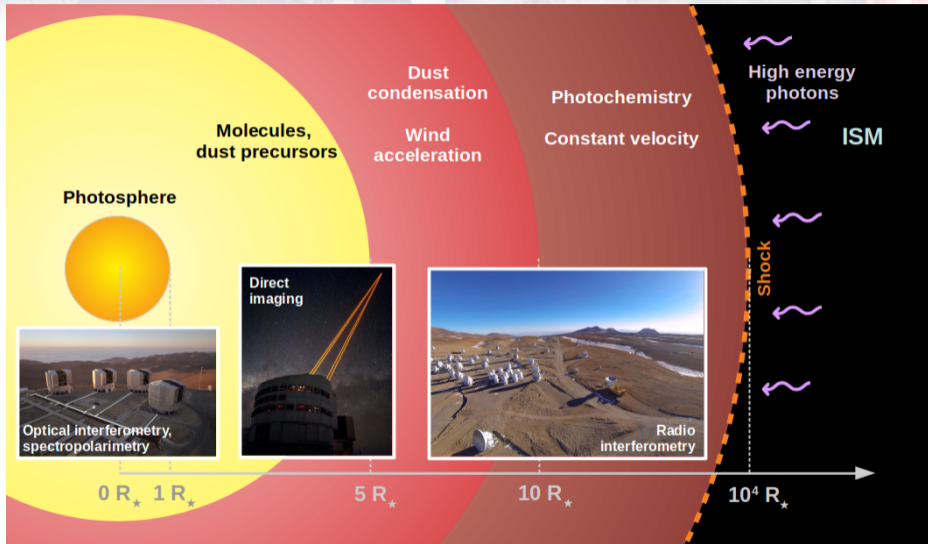 Dust
condensation
Wind
acceleration
Photochemistry
Constant velocity
High energy
photons
ISM
Molecules,
dust precursors
Photosphere
Shock
Direct
imaging
Optical interferometry,
spectropolarimetry
Radio
interferometry
0 R⋆
1 R⋆
5 R⋆
10 R⋆
10⁴ R⋆